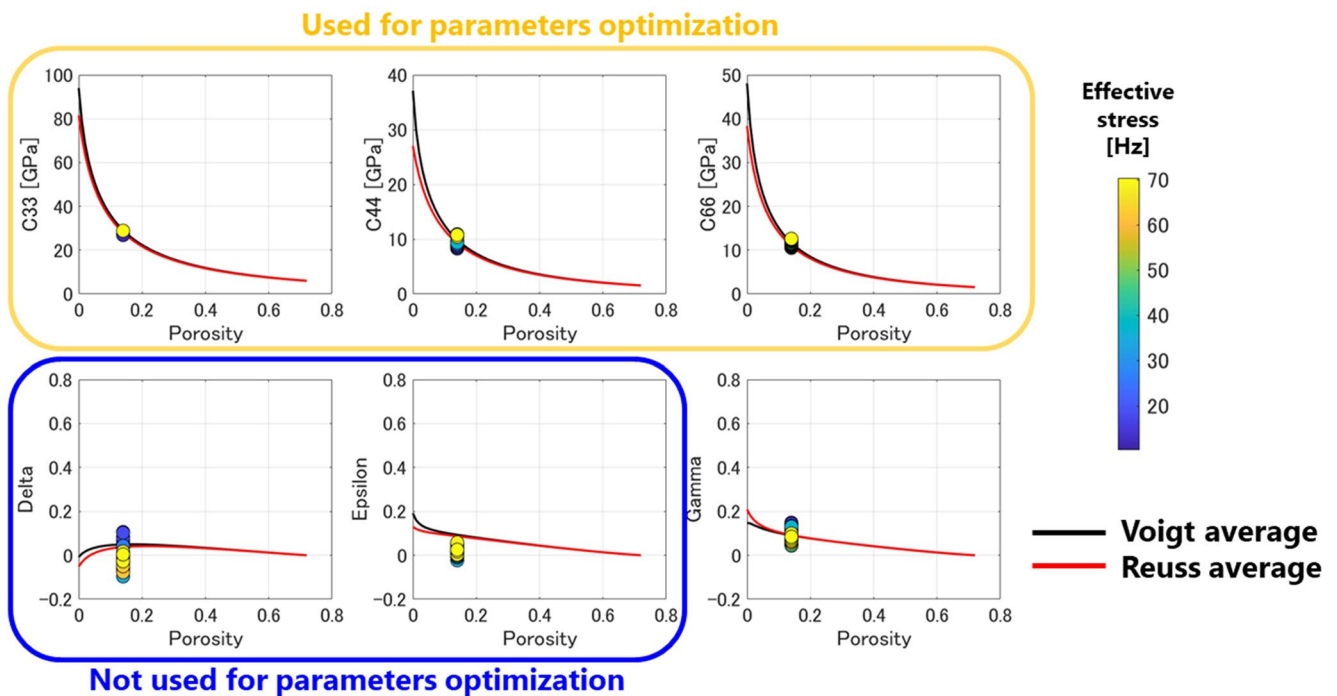 Used for parameters optimization
100
80
60
40
20
0
C33 [GPa]
0 0.2 0.4 0.6 0.8
Porosity
40
30
20
10
0
C44 [GPa]
0 0.2 0.4 0.6 0.8
Porosity
50
40
30
20
10
0
C66 [GPa]
0 0.2 0.4 0.6 0.8
Porosity
Effective
stress
[Hz]
70
60
50
40
30
20
0.8
0.6
0.4
0.2
0
−0.2
Delta
0 0.2 0.4 0.6 0.8
Porosity
0.8
0.6
0.4
0.2
0
−0.2
Epsilon
0 0.2 0.4 0.6 0.8
Porosity
0.8
0.6
0.4
0.2
0
−0.2
Gamma
0 0.2 0.4 0.6 0.8
Porosity
Voigt average
Reuss average
Not used for parameters optimization